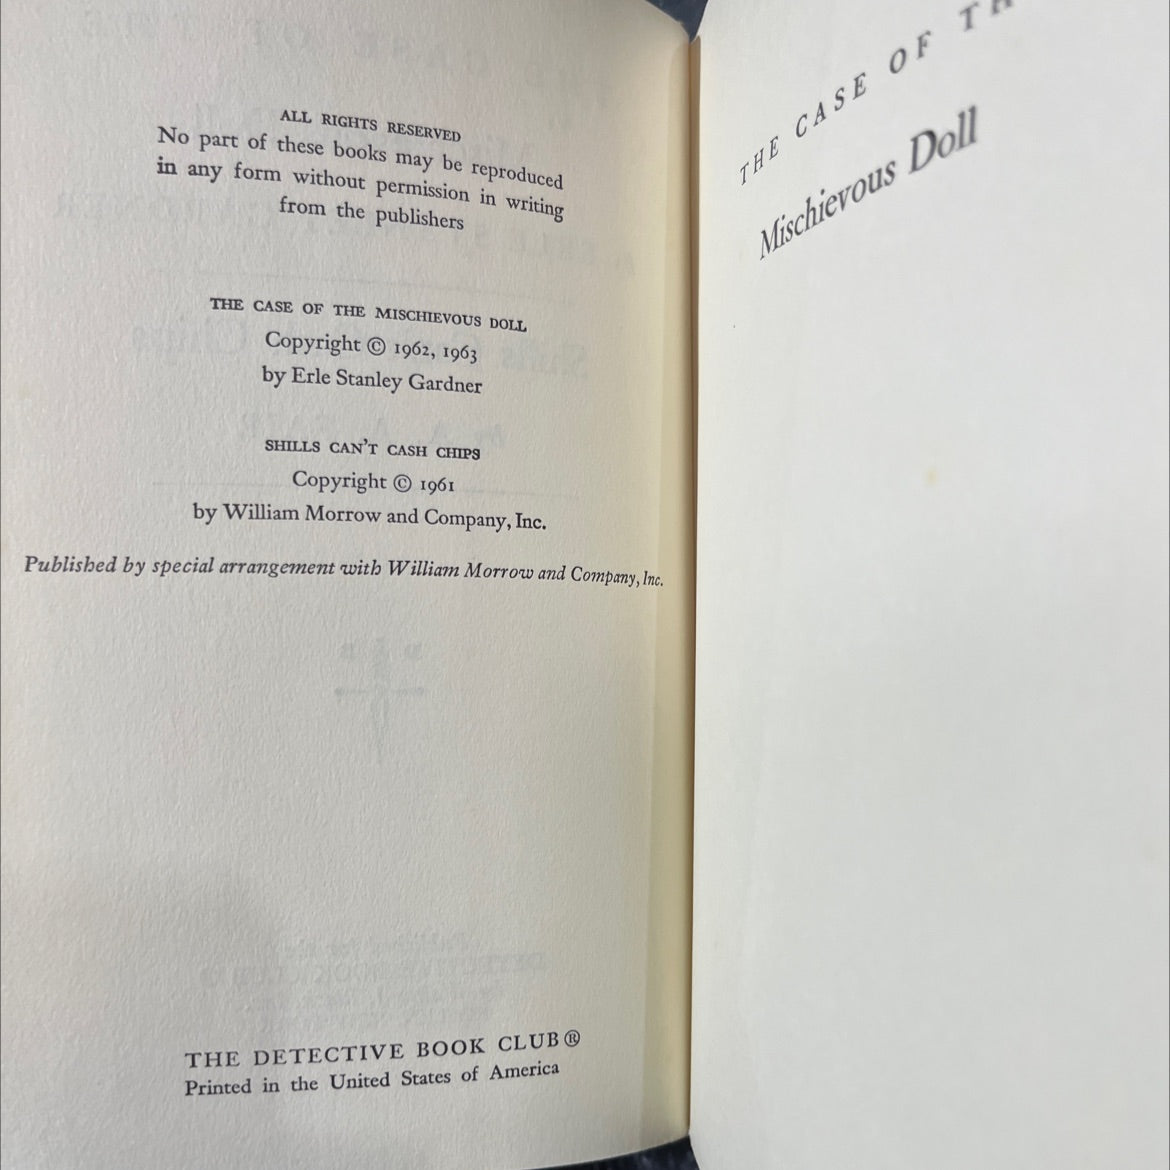 ALL RIGHTS RESERVED
No part of these books may be reproduced
in any form without permission in writing
from the publishers
THE CASE OF THE MISCHIEVOUS DOLL
Copyright © 1962, 1963
by Erle Stanley Gardner
SHILLS CAN'T CASH CHIPS
Copyright © 1961
by William Morrow and Company, Inc.
Published by special arrangement with William Morrow and Company, Inc.
THE DETECTIVE BOOK CLUB®
Printed in the United States of America
THE CASE OF TH
Mischievous Doll